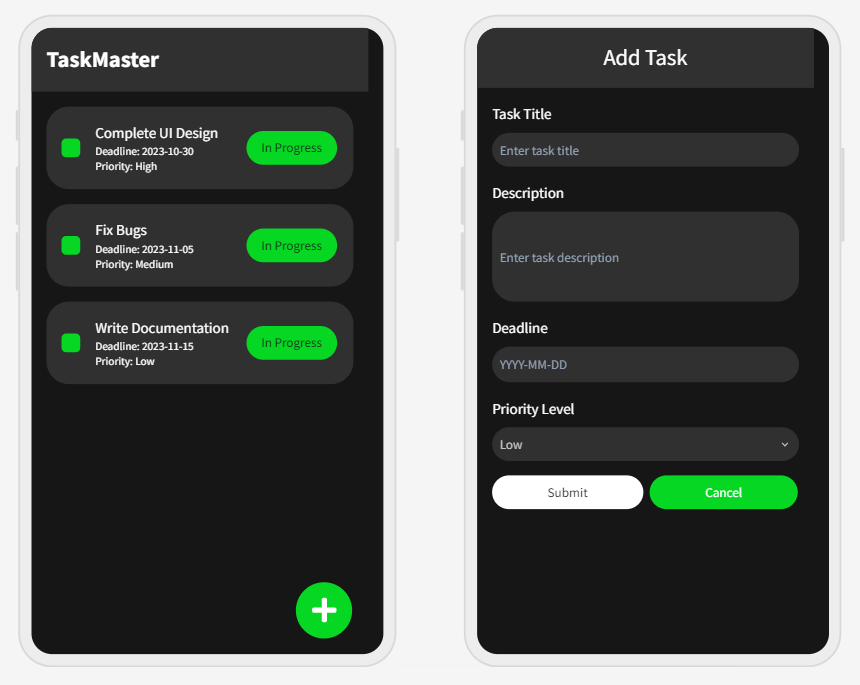 TaskMaster
Complete UI Design
Deadline: 2023-10-30
Priority: High
In Progress
Fix Bugs
Deadline: 2023-11-05
Priority: Medium
In Progress
Write Documentation
Deadline: 2023-11-15
Priority: Low
In Progress
Add Task
Task Title
Enter task title
Description
Enter task description
Deadline
YYYY-MM-DD
Priority Level
Low
Submit
Cancel